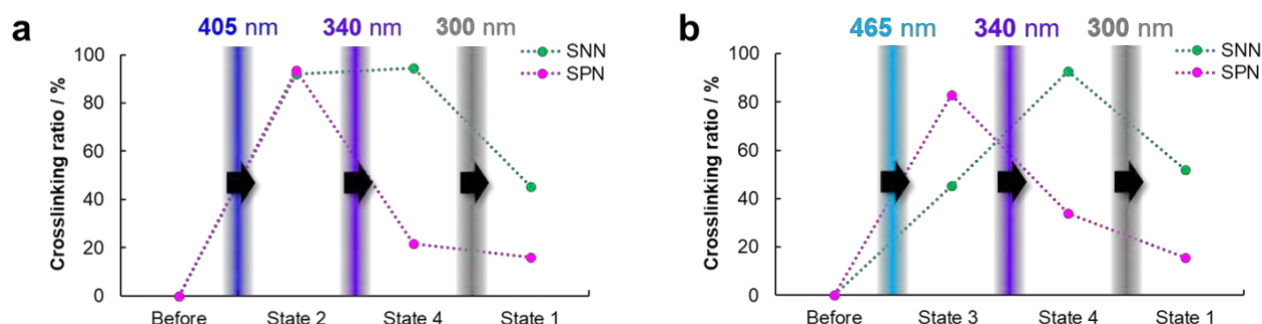 a
405 nm 340 nm 300 nm
SNN
SPN
Crosslinking ratio / %
100
80
60
40
20
0
Before State 2 State 4 State 1
b
465 nm 340 nm 300 nm
SNN
SPN
Crosslinking ratio / %
100
80
60
40
20
0
Before State 3 State 4 State 1